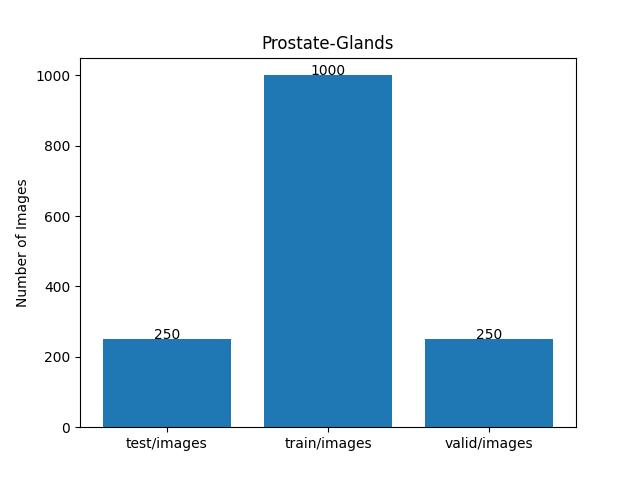 Prostate-Glands
Number of Images
1000
800
600
400
200
0
250
1000
250
test/images
train/images
valid/images